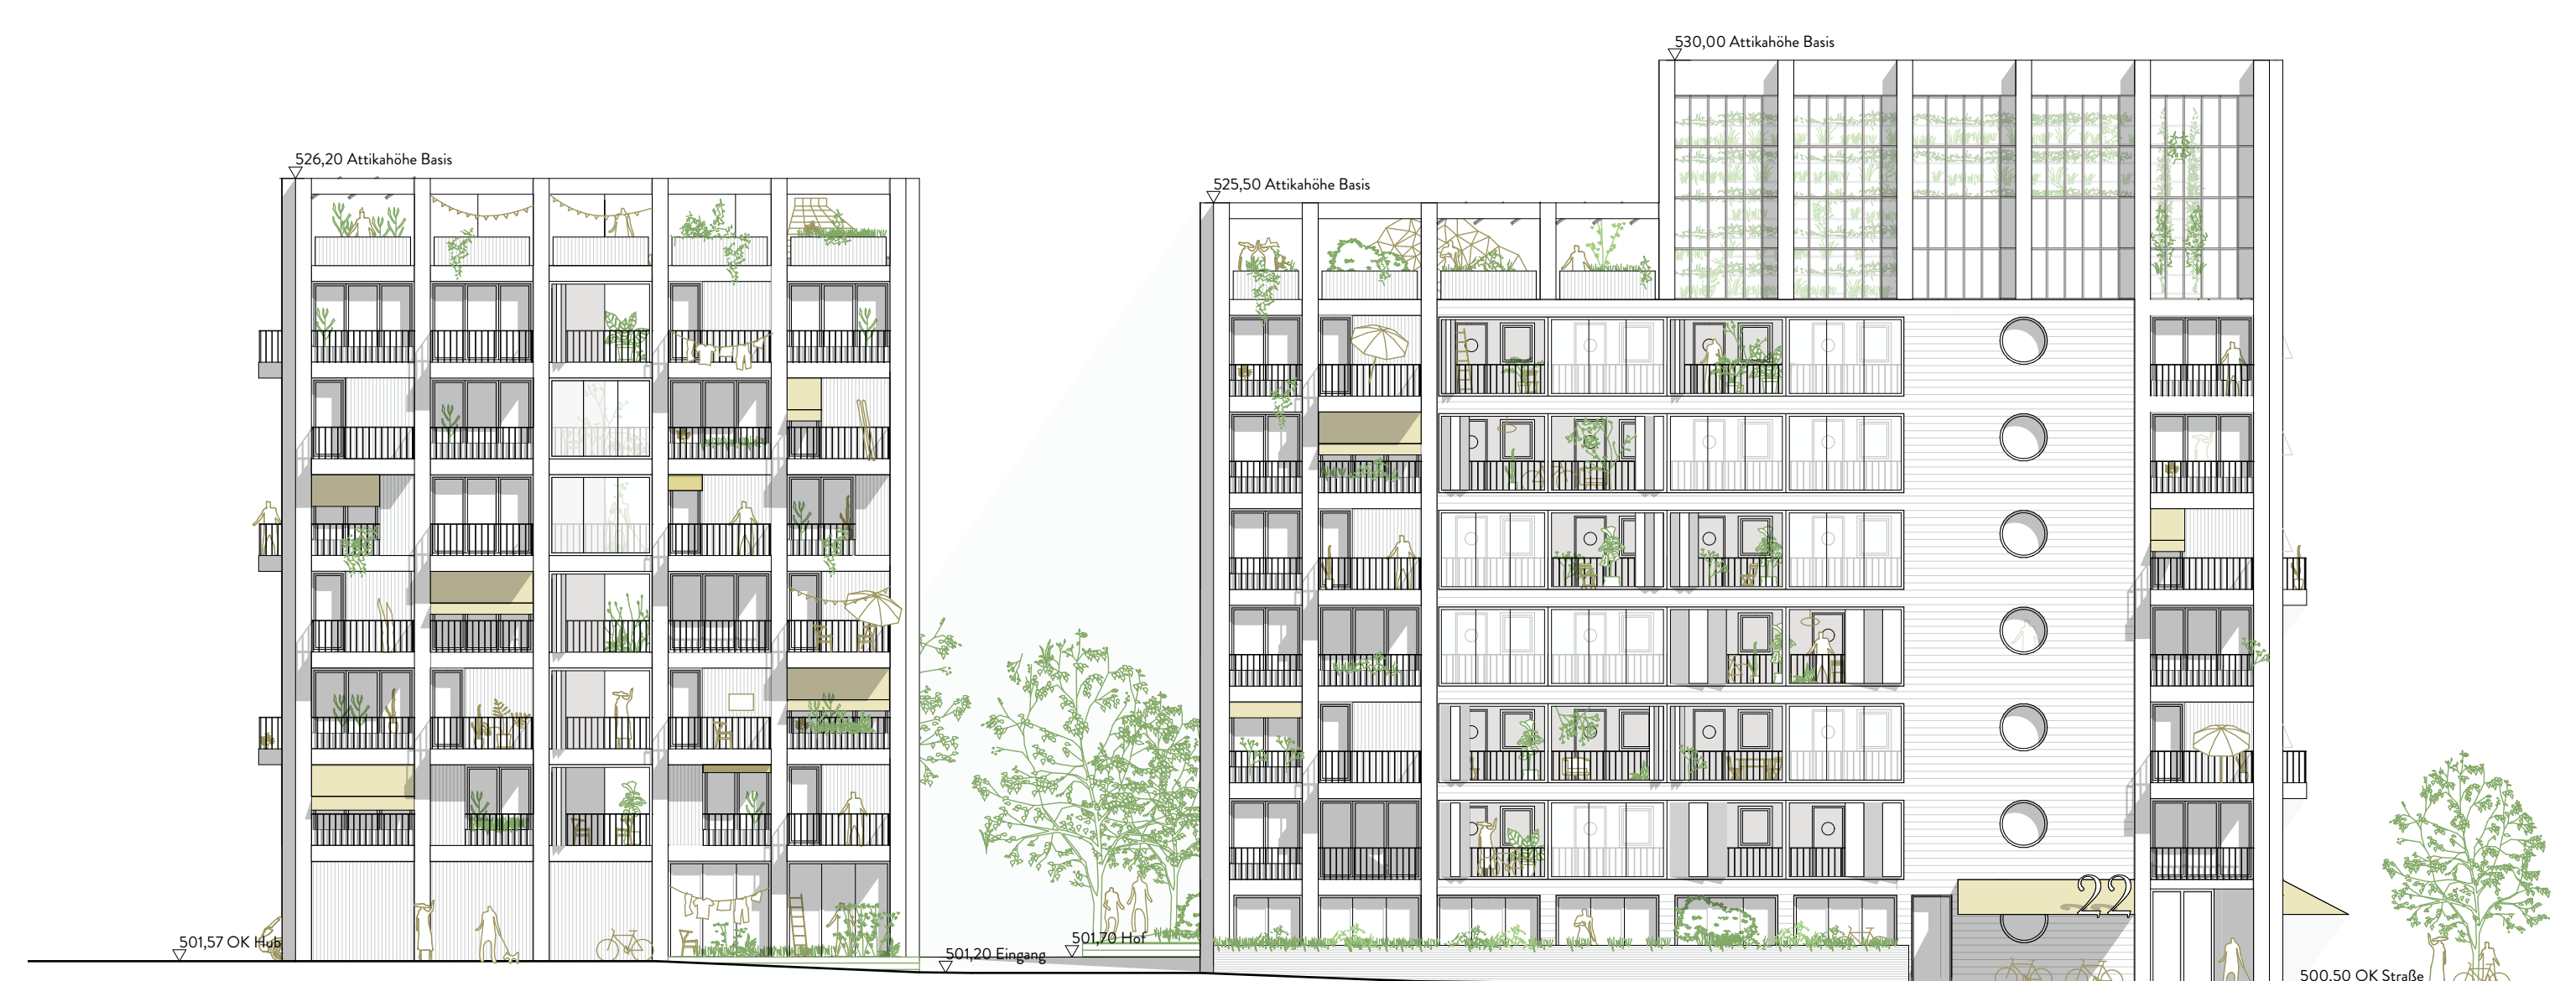 530,00 Attikahöhe Basis
526,20 Attikahöhe Basis
525,50 Attikahöhe Basis
22
501,57 OK Hub
501,70 Hof
501,20 Eingang
500,50 OK Straße